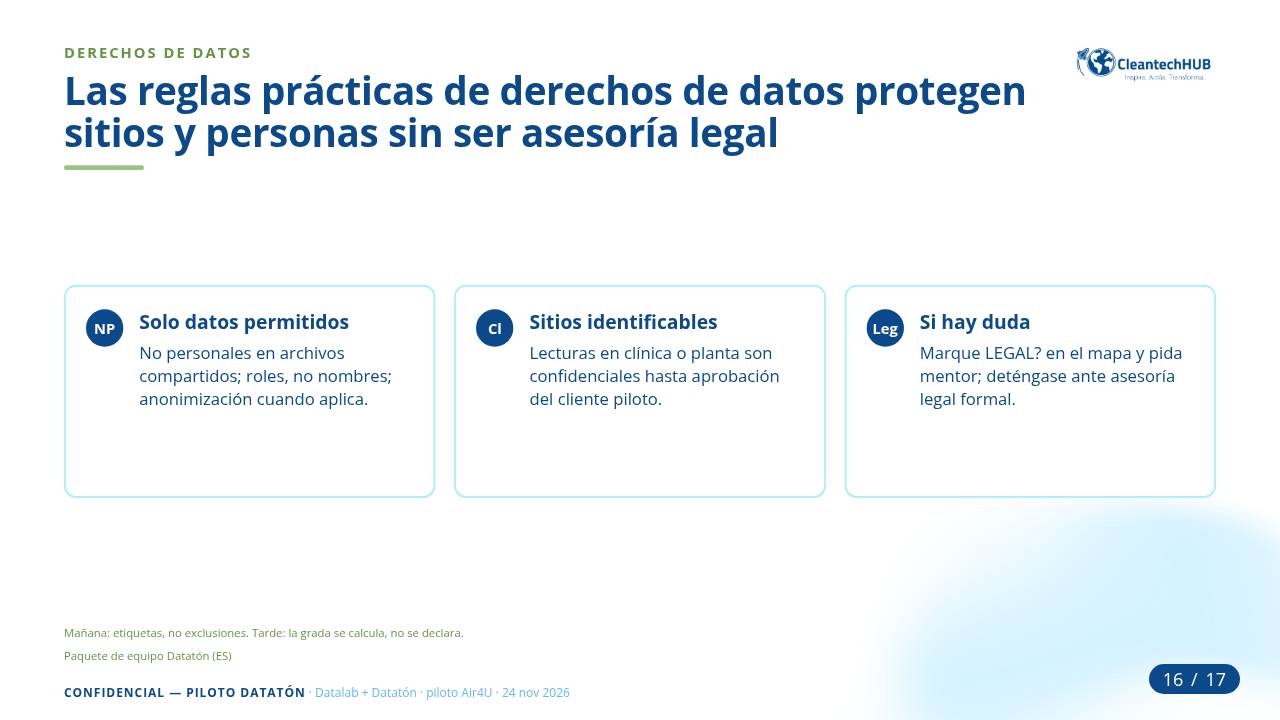 DERECHOS DE DATOS
CleantechHUB
Inspira. Actúa. Transforma.
Las reglas prácticas de derechos de datos protegen
sitios y personas sin ser asesoría legal
NP
Solo datos permitidos
No personales en archivos
compartidos; roles, no nombres;
anonimización cuando aplica.
Cl
Sitios identificables
Lecturas en clínica o planta son
confidenciales hasta aprobación
del cliente piloto.
Leg
Si hay duda
Marque LEGAL? en el mapa y pida
mentor; deténgase ante asesoría
legal formal.
Mañana: etiquetas, no exclusiones. Tarde: la grada se calcula, no se declara.
Paquete de equipo Datatón (ES)
CONFIDENCIAL — PILOTO DATATÓN · Datalab + Datatón · piloto Air4U · 24 nov 2026
16 / 17